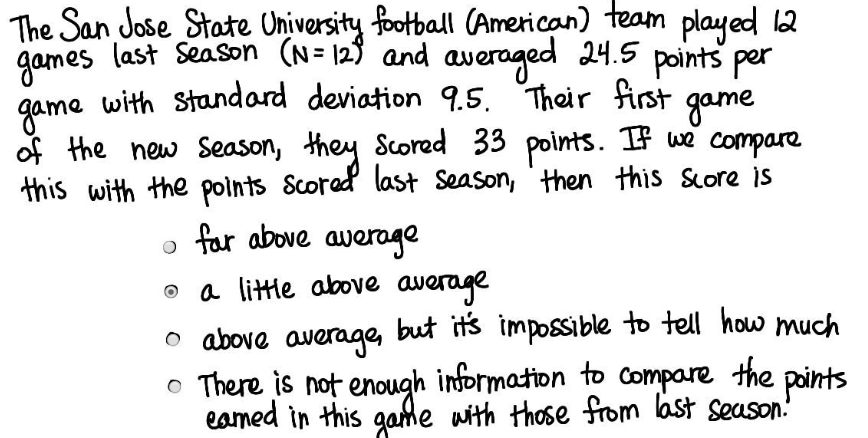 The San Jose State University football (American) team played 12
games last season (N=12) and averaged 24.5 points per
game with standard deviation 9.5. Their first game
of the new season, they scored 33 points. If we compare
this with the points scored last season, then this score is
far above average
a little above average
above average, but it's impossible to tell how much
There is not enough information to compare the points
earned in this game with those from last season.